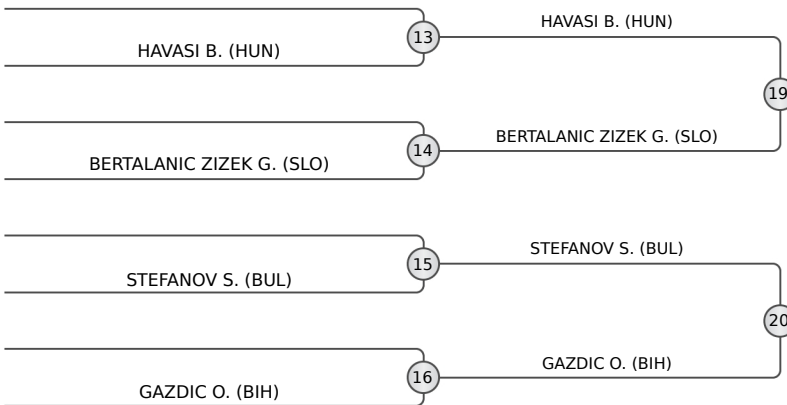 13
HAVASI B. (HUN)
HAVASI B. (HUN)
19
14
BERTALANIC ZIZEK G. (SLO)
BERTALANIC ZIZEK G. (SLO)
15
STEFANOV S. (BUL)
STEFANOV S. (BUL)
20
16
GAZDIC O. (BIH)
GAZDIC O. (BIH)